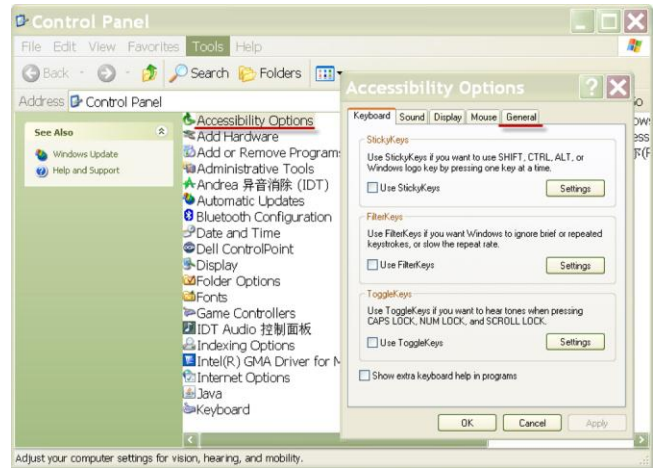 Control Panel
File Edit View Favorites Tools Help
Back Search Folders
Address Control Panel
See Also
Windows Update
Help and Support
Accessibility Options
Add Hardware
Add or Remove Program
Administrative Tools
Andrea 异音消除 (IDT)
Automatic Updates
Bluetooth Configuration
Date and Time
Dell ControlPoint
Display
Folder Options
Fonts
Game Controllers
IDT Audio 控制面板
Indexing Options
Intel(R) GMA Driver for M
Internet Options
Java
Keyboard
Accessibility Options
Keyboard Sound Display Mouse General
StickyKeys
Use StickyKeys if you want to use SHIFT, CTRL, ALT, or
Windows logo key by pressing one key at a time.
Use StickyKeys Settings
FilterKeys
Use FilterKeys if you want Windows to ignore brief or repeated
keystrokes, or slow the repeat rate.
Use FilterKeys Settings
ToggleKeys
Use ToggleKeys if you want to hear tones when pressing
CAPS LOCK, NUM LOCK, and SCROLL LOCK.
Use ToggleKeys Settings
Show extra keyboard help in programs
OK Cancel Apply
Adjust your computer settings for vision, hearing, and mobility.